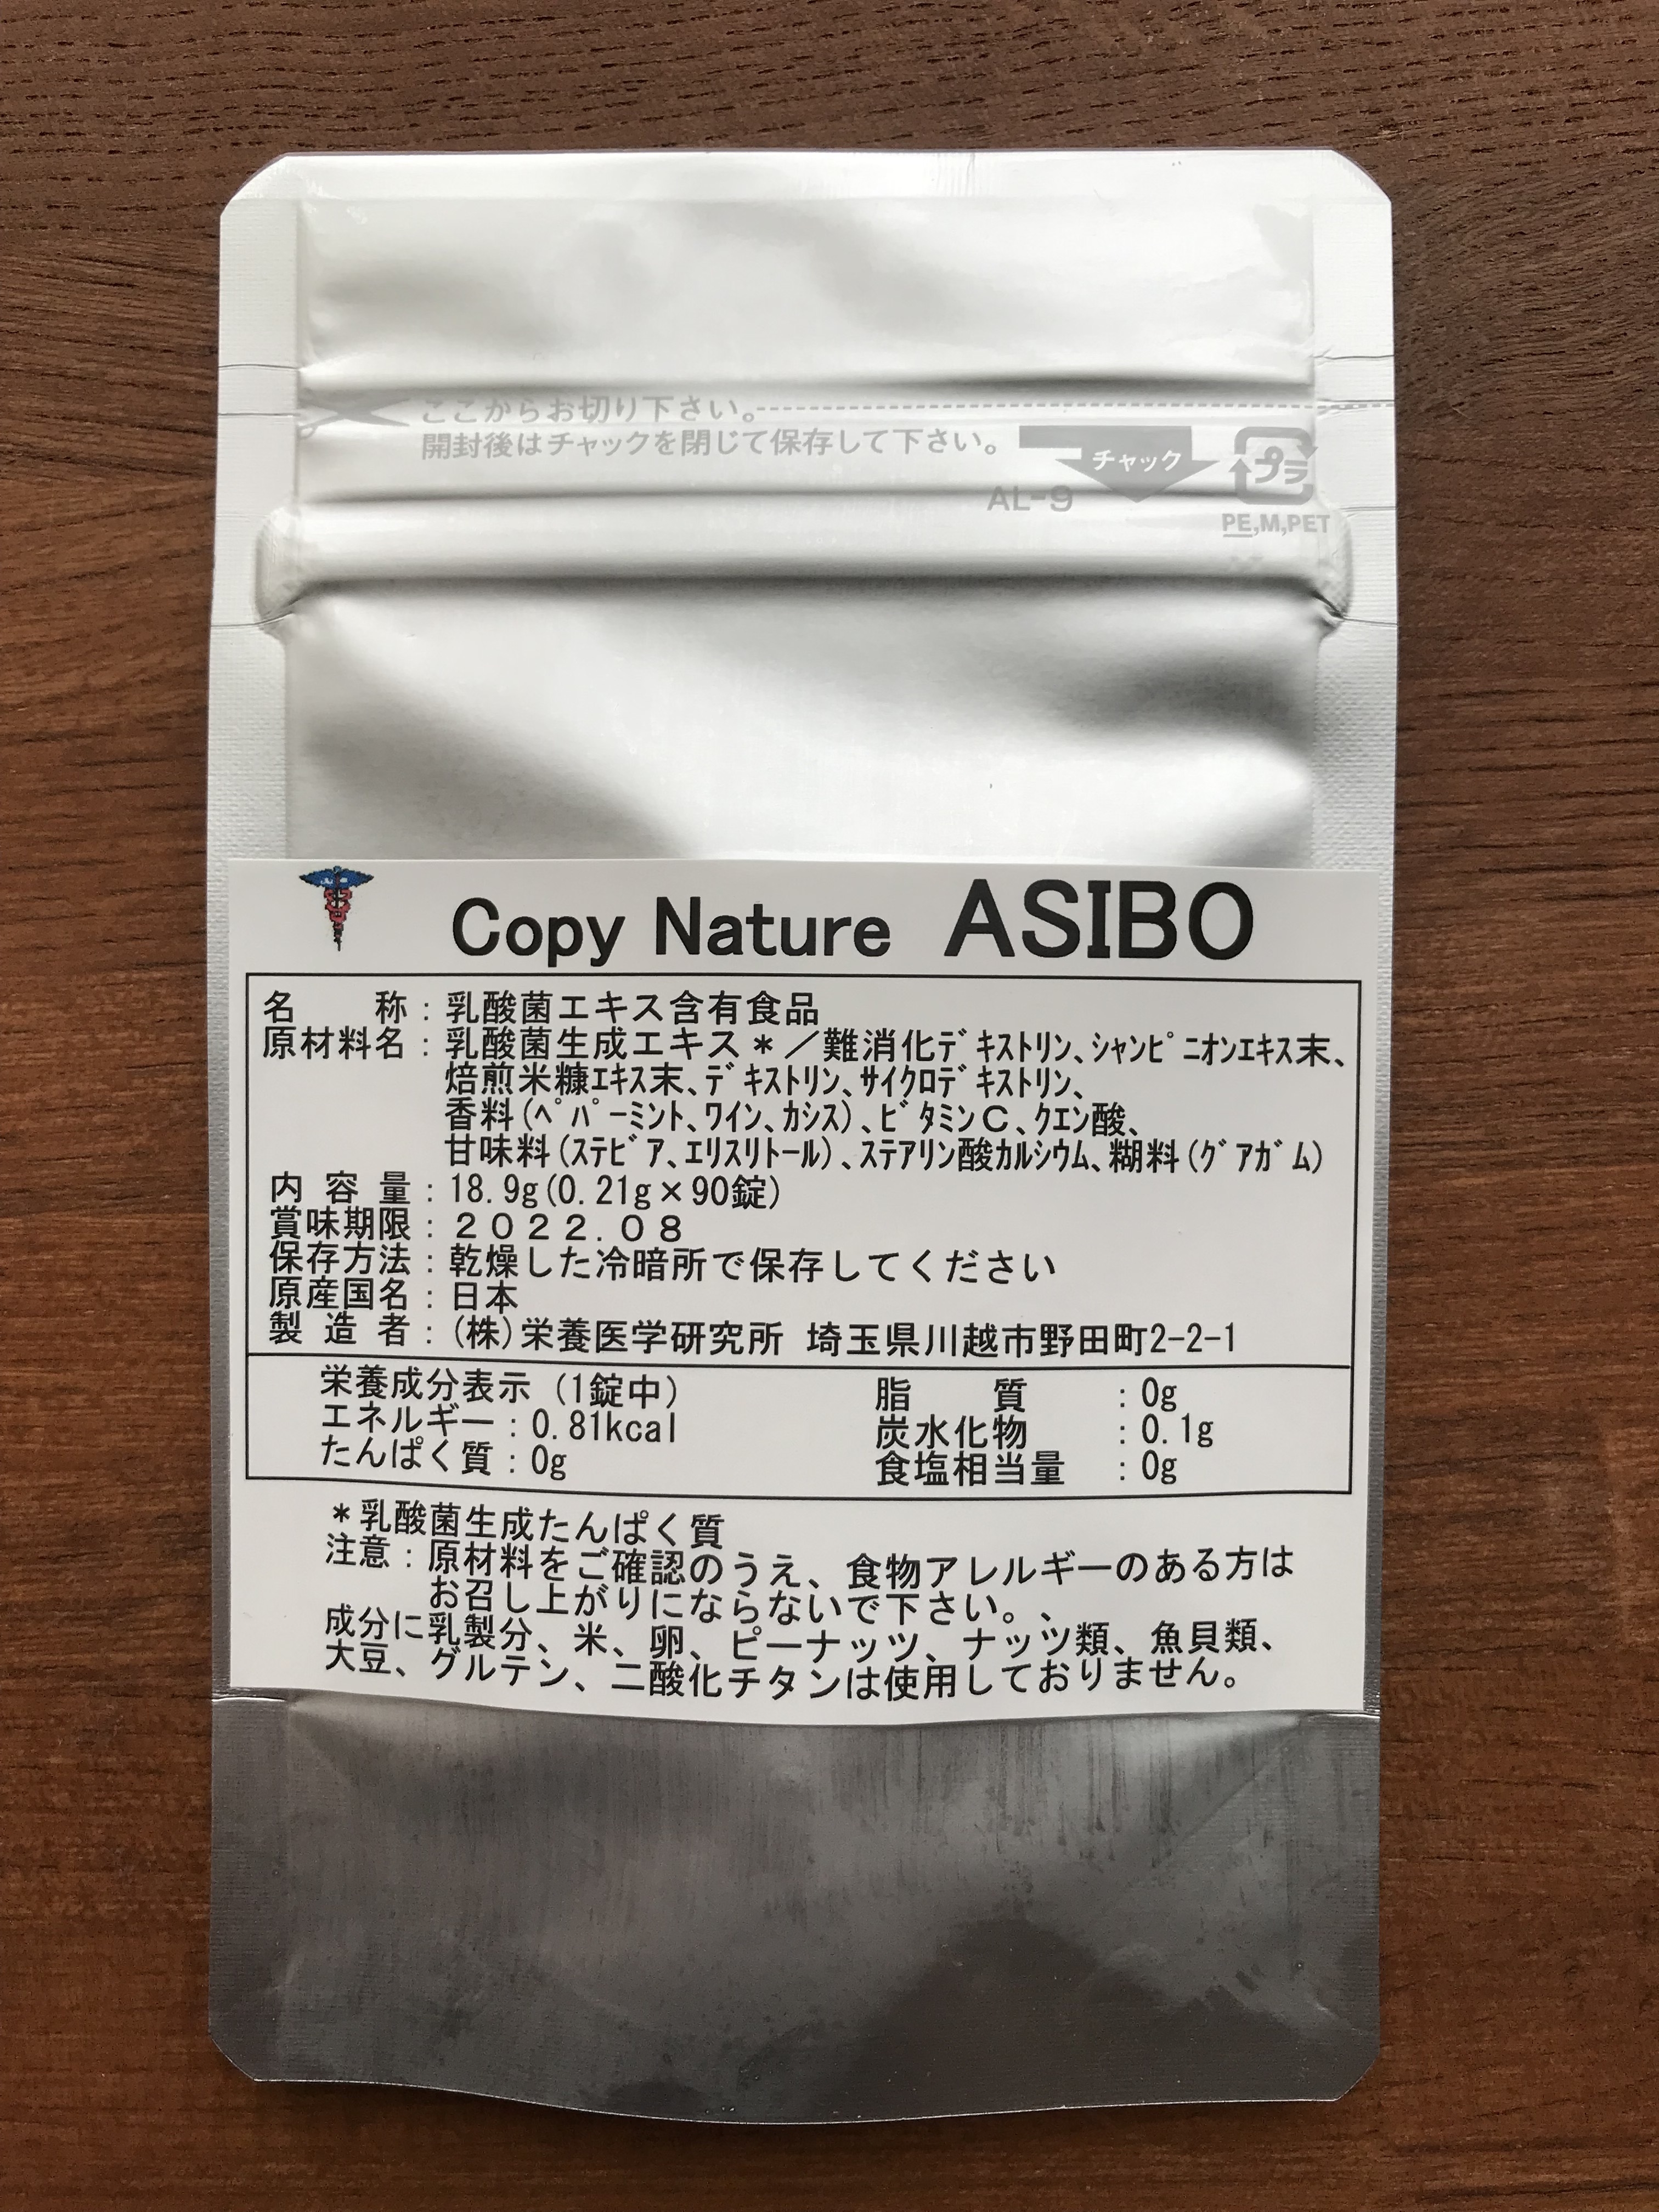 ここからお切り下さい。
開封後はチャックを閉じて保存して下さい。
チャック
プラ
AL-9
PE,M,PET
Copy Nature ASIBO
名　　称：乳酸菌エキス含有食品
原材料名：乳酸菌生成エキス＊／難消化ﾃﾞｷｽﾄﾘﾝ、ｼｬﾝﾋﾟﾆｵﾝｴｷｽ末、
焙煎米糠ｴｷｽ末、ﾃﾞｷｽﾄﾘﾝ、ｻｲｸﾛﾃﾞｷｽﾄﾘﾝ、
香料(ﾍﾟﾊﾟｰﾐﾝﾄ、ﾜｲﾝ、ｶｼｽ)、ﾋﾞﾀﾐﾝＣ、ｸｴﾝ酸、
甘味料(ｽﾃﾋﾞｱ、ｴﾘｽﾘﾄｰﾙ)、ｽﾃｱﾘﾝ酸ｶﾙｼｳﾑ、糊料(ｸﾞｱｶﾞﾑ)
内 容 量：18.9g(0.21g×90錠)
賞味期限：２０２２．０８
保存方法：乾燥した冷暗所で保存してください
原産国名：日本
製 造 者：(株)栄養医学研究所 埼玉県川越市野田町2-2-1
栄養成分表示 (1錠中)
エネルギー：0.81kcal
たんぱく質：0g
脂　　質：0g
炭水化物：0.1g
食塩相当量：0g
＊乳酸菌生成たんぱく質
注意：原材料をご確認のうえ、食物アレルギーのある方は
お召し上がりにならないで下さい。、
成分に乳製分、米、卵、ピーナッツ、ナッツ類、魚貝類、
大豆、グルテン、二酸化チタンは使用しておりません。